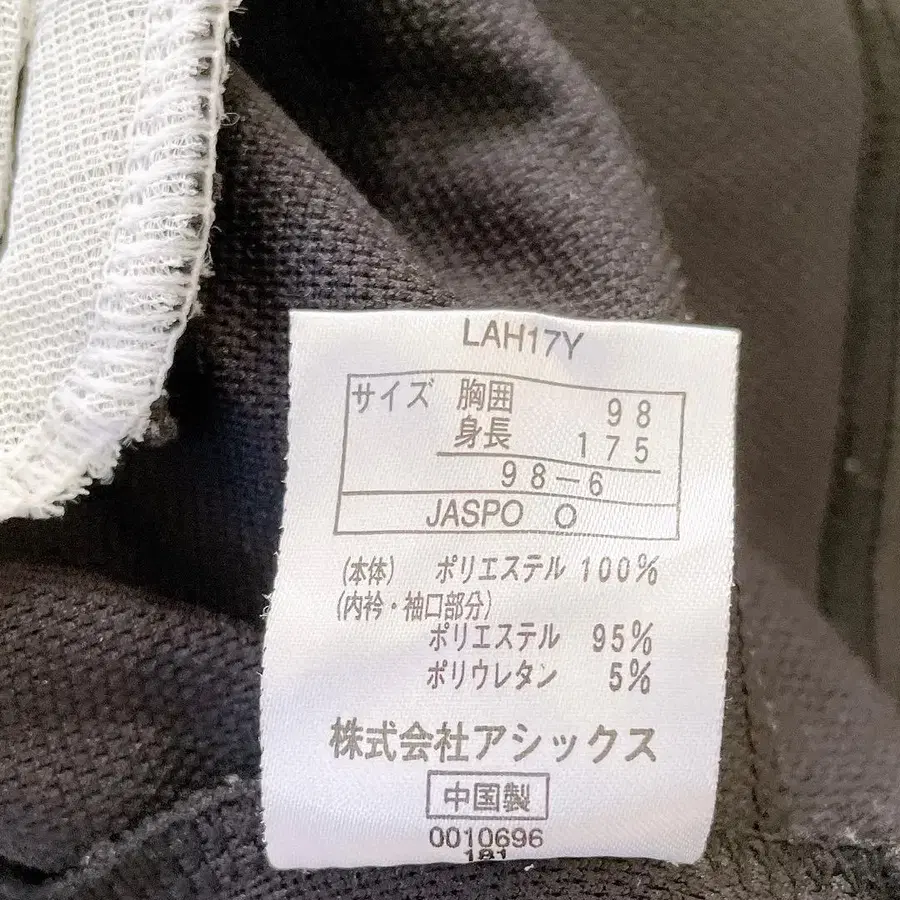 LAH17Y
サイズ 胸囲 98
身長 175
98-6
JASPO O
(本体) ポリエステル 100%
(内衿・袖口部分)
ポリエステル 95%
ポリウレタン 5%
株式会社アシックス
中国製
0010696